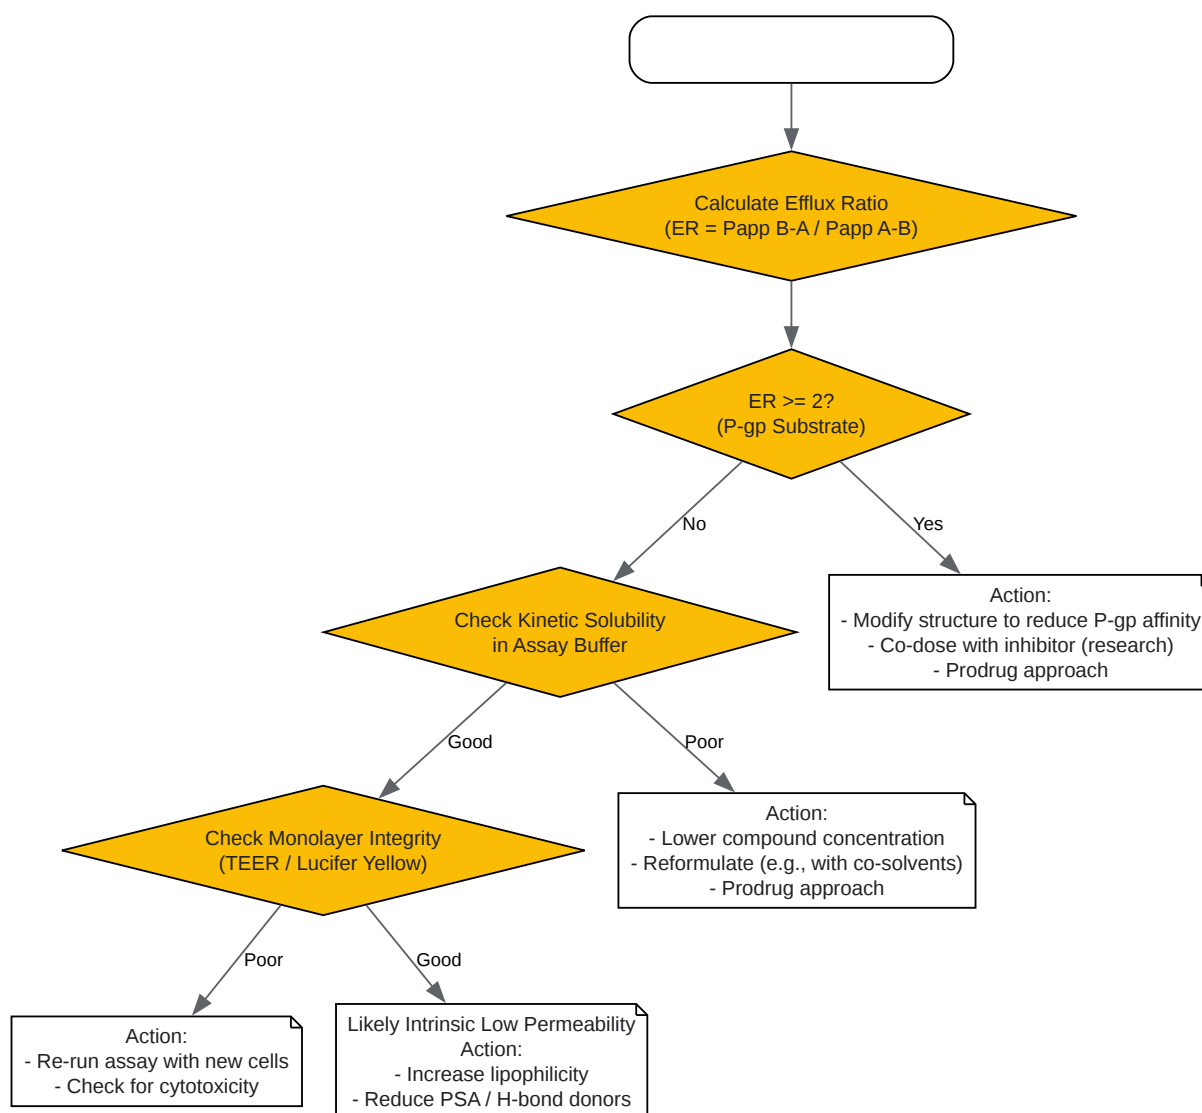 Calculate Efflux Ratio
(ER = Papp B-A / Papp A-B)
ER >= 2?
(P-gp Substrate)
No
Yes
Check Kinetic Solubility
in Assay Buffer
Action:
- Modify structure to reduce P-gp affinity
- Co-dose with inhibitor (research)
- Prodrug approach
Good
Poor
Check Monolayer Integrity
(TEER / Lucifer Yellow)
Action:
- Lower compound concentration
- Reformulate (e.g., with co-solvents)
- Prodrug approach
Poor
Good
Action:
- Re-run assay with new cells
- Check for cytotoxicity
Likely Intrinsic Low Permeability
Action:
- Increase lipophilicity
- Reduce PSA / H-bond donors